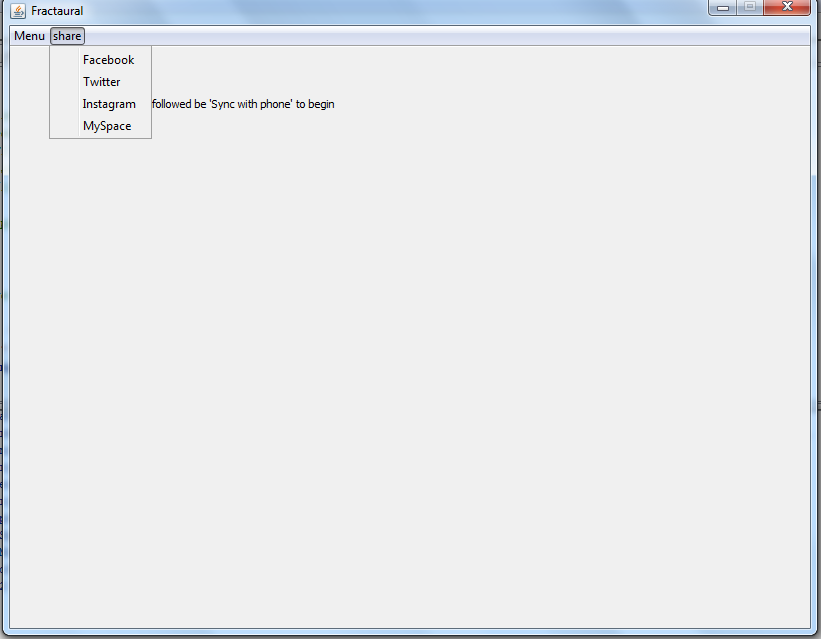 Fractaural
Menu share
Facebook
Twitter
Instagram followed be 'Sync with phone' to begin
MySpace